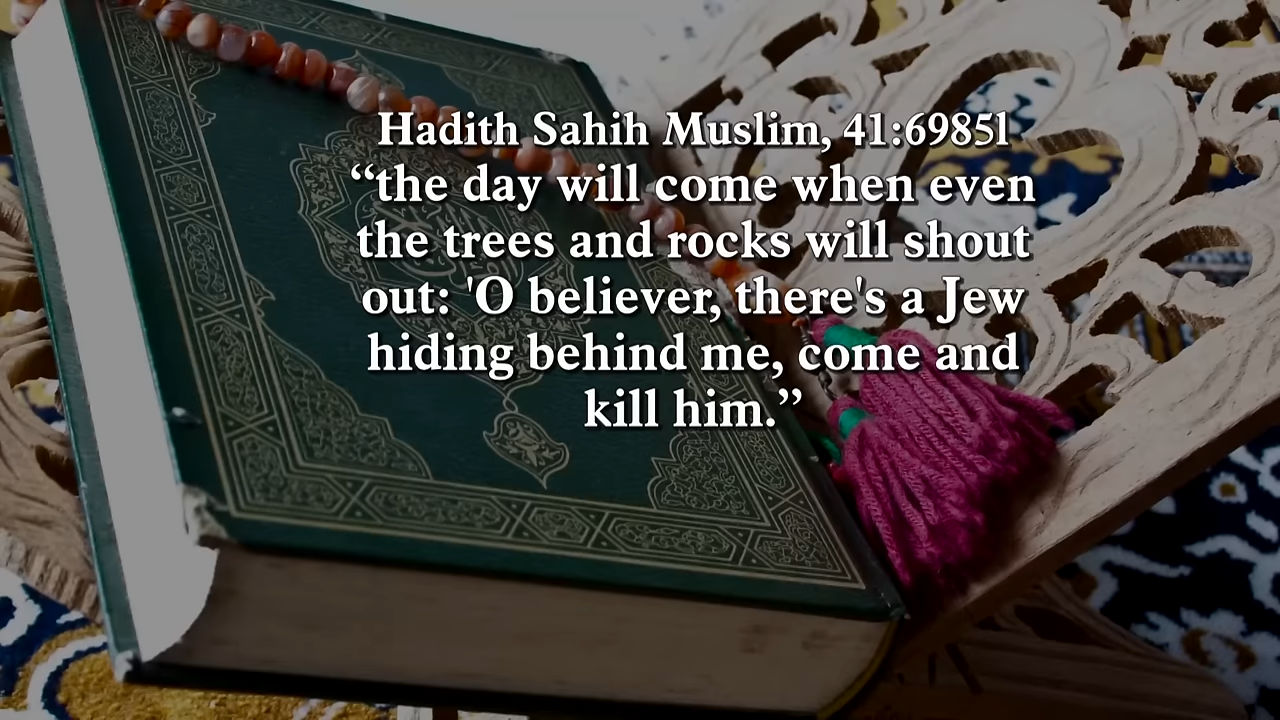 Hadith Sahih Muslim, 41:6985l
“the day will come when even
the trees and rocks will shout
out: 'O believer, there's a Jew
hiding behind me, come and
kill him.”